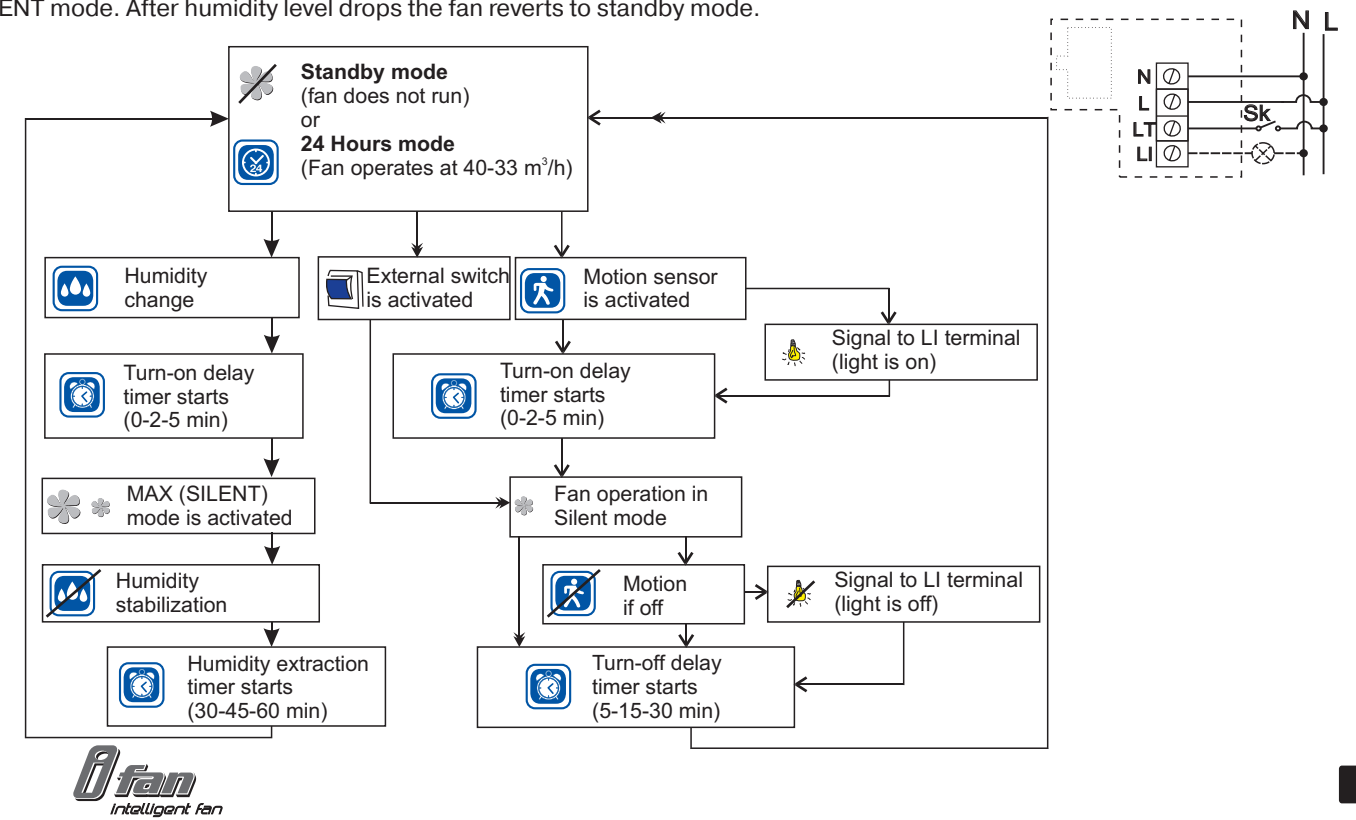 ENT mode. After humidity level drops the fan reverts to standby mode.
N L
N
L
LT
LI
Sk
Standby mode
(fan does not run)
or
24 Hours mode
(Fan operates at 40-33 m³/h)
24
Humidity
change
External switch
is activated
Motion sensor
is activated
Signal to LI terminal
(light is on)
Turn-on delay
timer starts
(0-2-5 min)
Turn-on delay
timer starts
(0-2-5 min)
MAX (SILENT)
mode is activated
Fan operation in
Silent mode
Humidity
stabilization
Motion
if off
Signal to LI terminal
(light is off)
Humidity extraction
timer starts
(30-45-60 min)
Turn-off delay
timer starts
(5-15-30 min)
i fan
intelligent fan